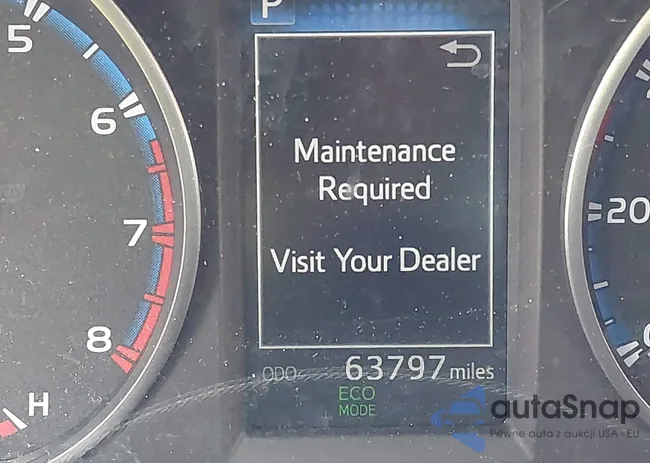 P
5
6
7
8
H
Maintenance
Required
Visit Your Dealer
ODO 63797 miles
ECO
MODE
20
0
autaSnap
Pewne auta z aukcji USA i EU